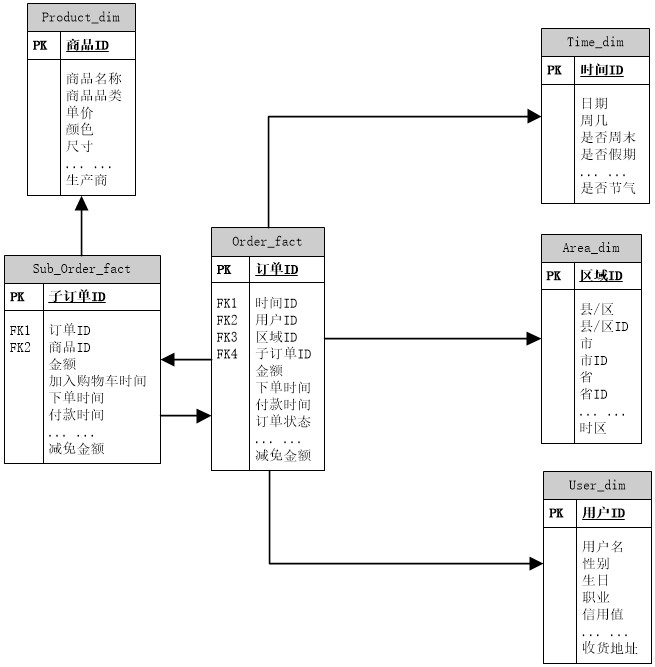 Product_dim
PK 商品ID
商品名称
商品品类
单价
颜色
尺寸
... ...
生产商
Time_dim
PK 时间ID
日期
周几
是否周末
是否假期
... ...
是否节气
Sub_Order_fact
PK 子订单ID
FK1 订单ID
FK2 商品ID
金额
加入购物车时间
下单时间
付款时间
... ...
减免金额
Order_fact
PK 订单ID
FK1 时间ID
FK2 用户ID
FK3 区域ID
FK4 子订单ID
金额
下单时间
付款时间
订单状态
... ...
减免金额
Area_dim
PK 区域ID
县/区
县/区ID
市
市ID
省
省ID
... ...
时区
User_dim
PK 用户ID
用户名
性别
生日
职业
信用值
... ...
收货地址